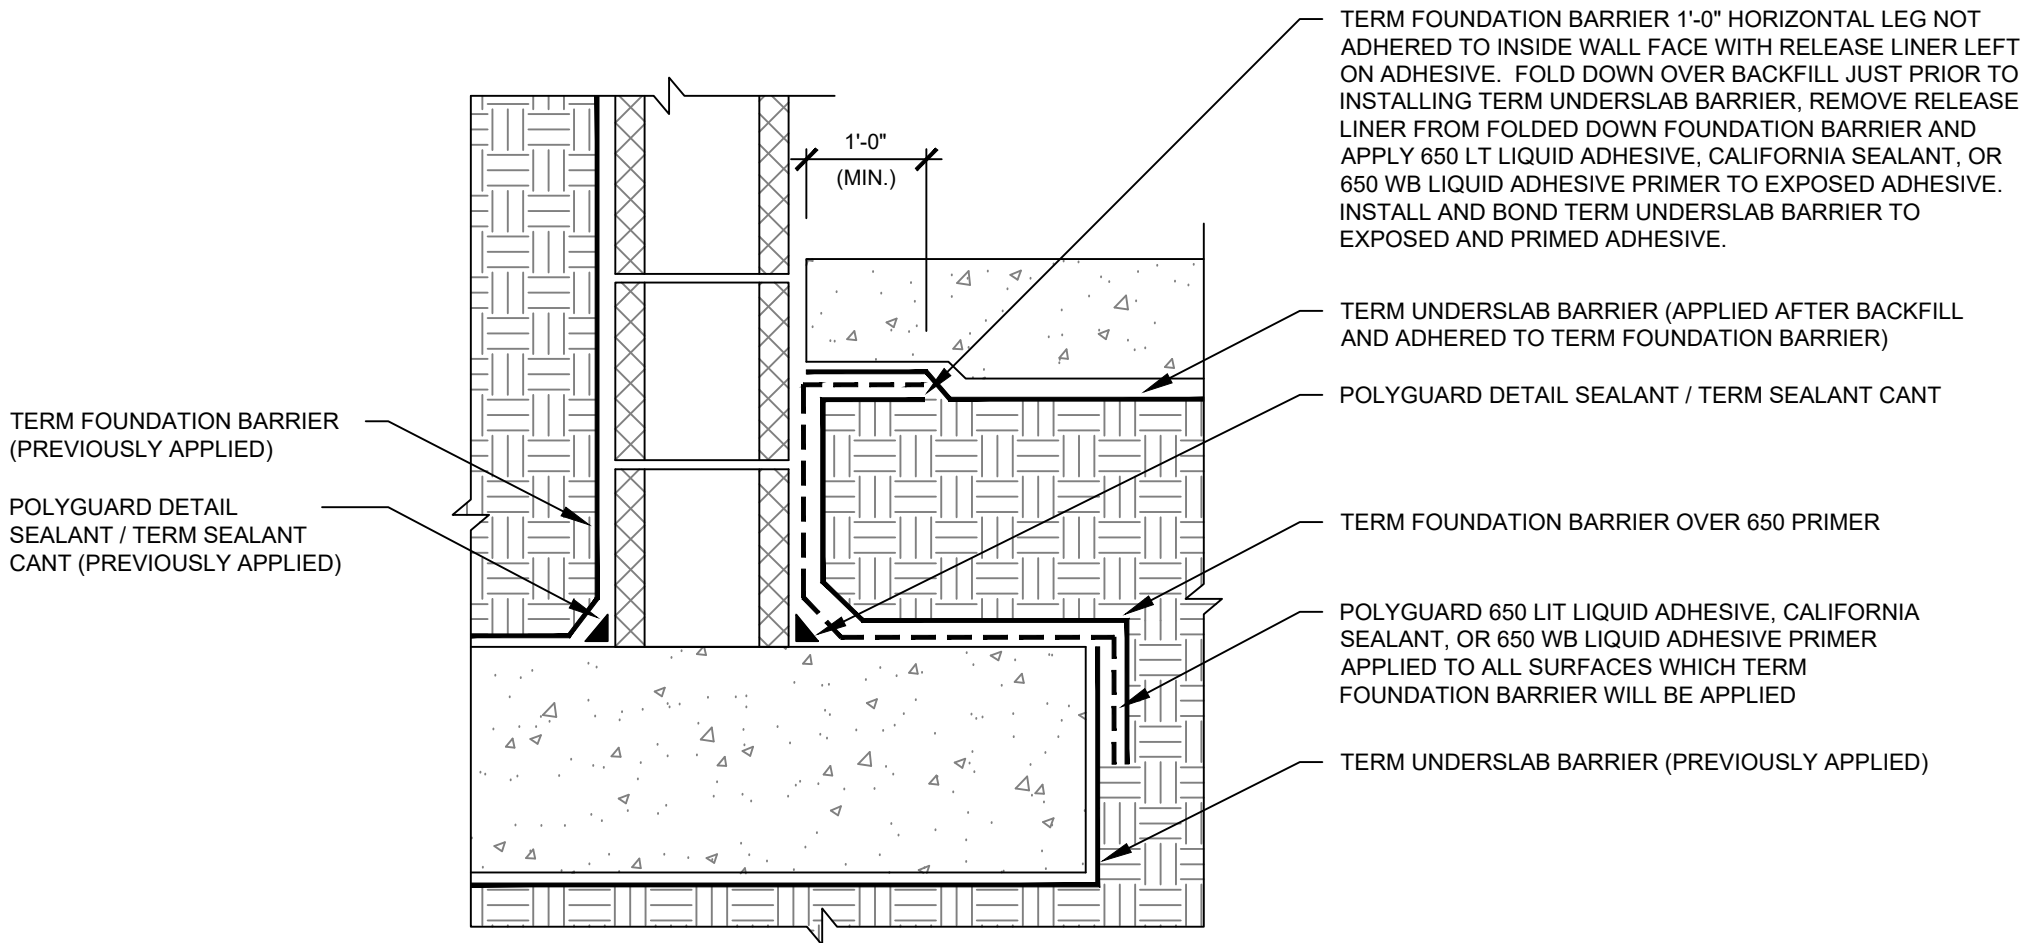 TERM FOUNDATION BARRIER 1'-0" HORIZONTAL LEG NOT
ADHERED TO INSIDE WALL FACE WITH RELEASE LINER LEFT
ON ADHESIVE. FOLD DOWN OVER BACKFILL JUST PRIOR TO
INSTALLING TERM UNDERSLAB BARRIER, REMOVE RELEASE
LINER FROM FOLDED DOWN FOUNDATION BARRIER AND
APPLY 650 LT LIQUID ADHESIVE, CALIFORNIA SEALANT, OR
650 WB LIQUID ADHESIVE PRIMER TO EXPOSED ADHESIVE.
INSTALL AND BOND TERM UNDERSLAB BARRIER TO
EXPOSED AND PRIMED ADHESIVE.
1'-0"
(MIN.)
TERM UNDERSLAB BARRIER (APPLIED AFTER BACKFILL
AND ADHERED TO TERM FOUNDATION BARRIER)
POLYGUARD DETAIL SEALANT / TERM SEALANT CANT
TERM FOUNDATION BARRIER
(PREVIOUSLY APPLIED)
POLYGUARD DETAIL
SEALANT / TERM SEALANT
CANT (PREVIOUSLY APPLIED)
TERM FOUNDATION BARRIER OVER 650 PRIMER
POLYGUARD 650 LIT LIQUID ADHESIVE, CALIFORNIA
SEALANT, OR 650 WB LIQUID ADHESIVE PRIMER
APPLIED TO ALL SURFACES WHICH TERM
FOUNDATION BARRIER WILL BE APPLIED
TERM UNDERSLAB BARRIER (PREVIOUSLY APPLIED)